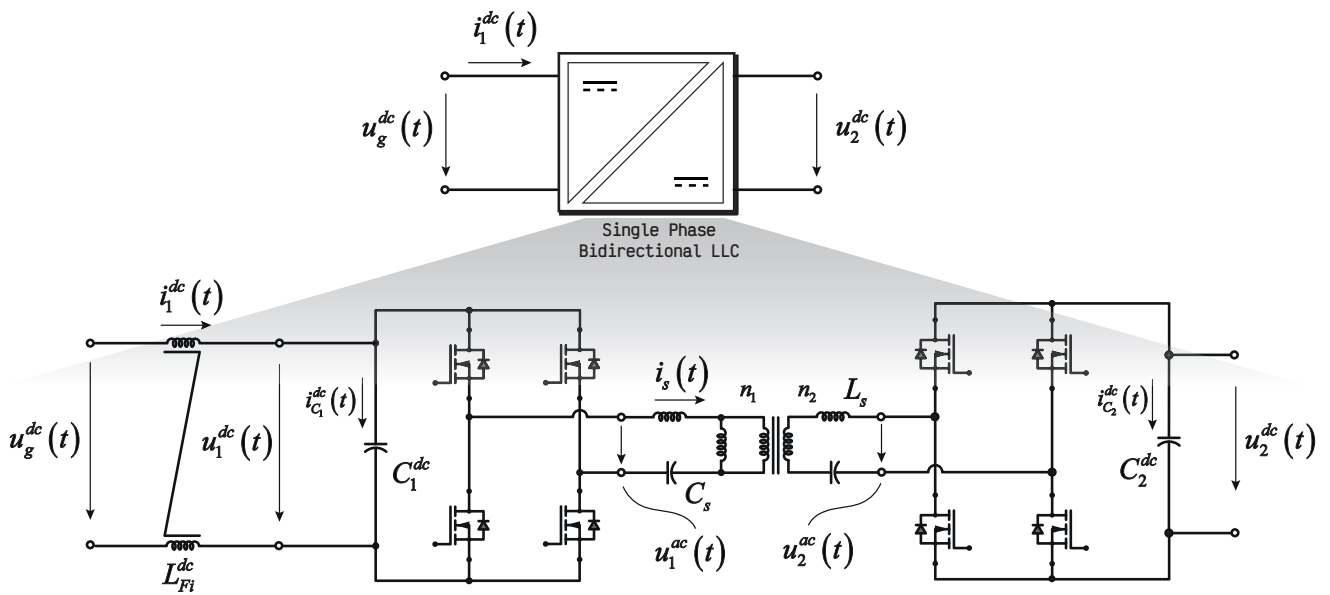 i_1^{dc}(t)
u_g^{dc}(t)
u_2^{dc}(t)
Single Phase
Bidirectional LLC
i_1^{dc}(t)
i_s(t)
n_1
n_2
L_s
i_{C_1}^{dc}(t)
i_{C_2}^{dc}(t)
u_g^{dc}(t)
u_1^{dc}(t)
C_1^{dc}
C_s
C_2^{dc}
u_2^{dc}(t)
u_1^{ac}(t)
u_2^{ac}(t)
L_{Fi}^{dc}